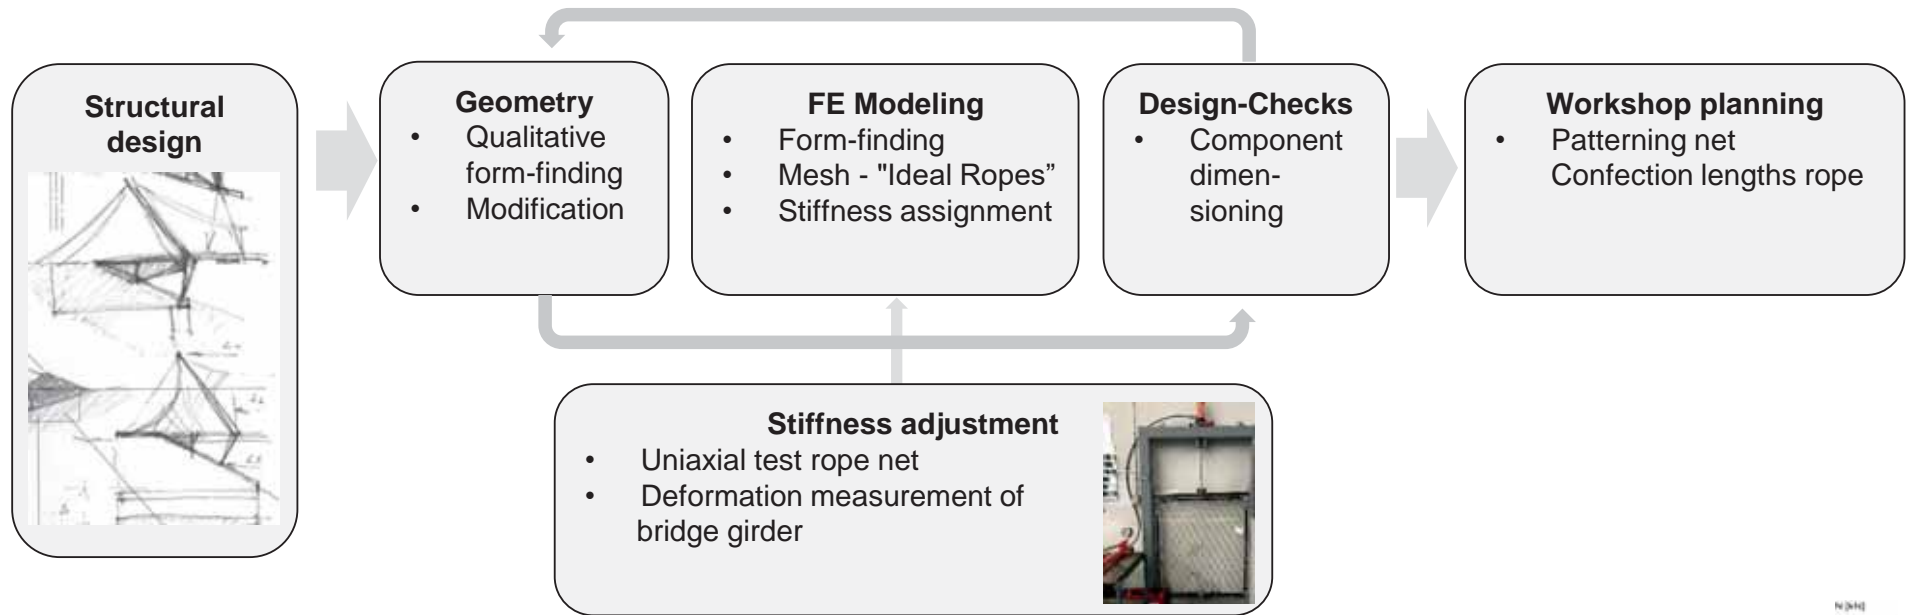 Structural
design
Geometry
• Qualitative
form-finding
• Modification
FE Modeling
• Form-finding
• Mesh - "Ideal Ropes”
• Stiffness assignment
Design-Checks
• Component
dimen-
sioning
Workshop planning
• Patterning net
Confection lengths rope
Stiffness adjustment
• Uniaxial test rope net
• Deformation measurement of
bridge girder
N [kN]